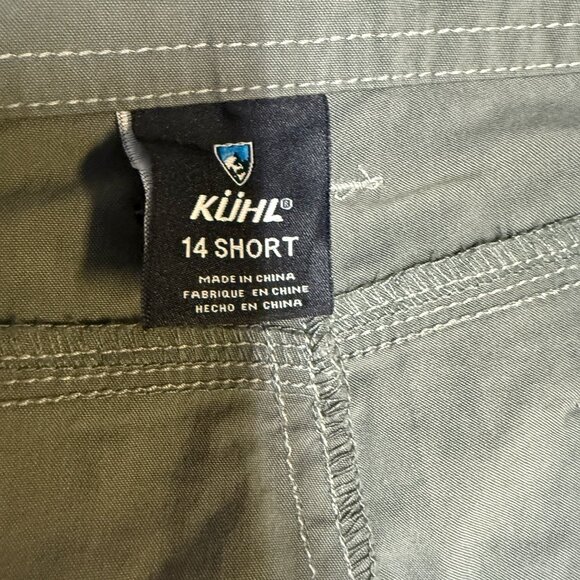 KÜHL®
14 SHORT
MADE IN CHINA
FABRIQUE EN CHINE
HECHO EN CHINA